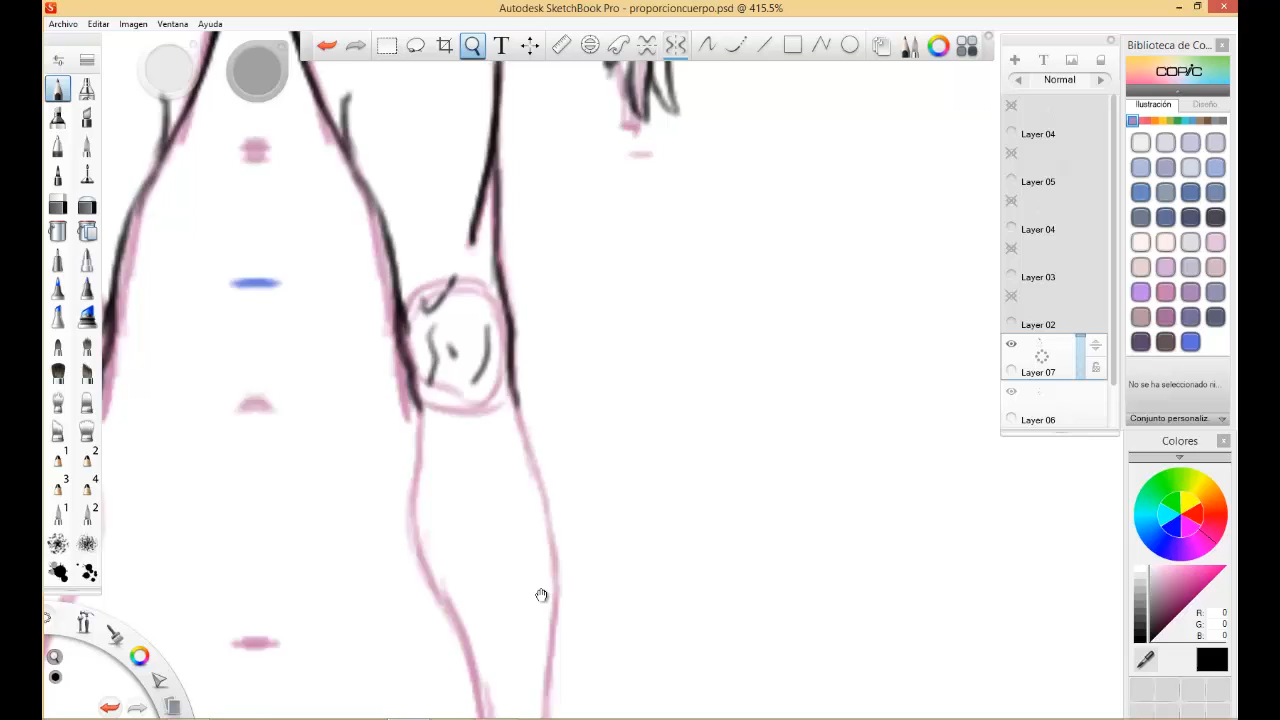 Autodesk SketchBook Pro - proporcioncuerpo.psd @ 415.5%
Archivo Editar Imagen Ventana Ayuda
T
Biblioteca de Co...
COPIC
Ilustración Diseño
T
Normal
Layer 04
Layer 05
Layer 04
Layer 03
Layer 02
Layer 07
Layer 06
No se ha seleccionado ni...
Conjunto personaliz.
Colores
R: 0
G: 0
B: 0
1 2
3 4
1 2